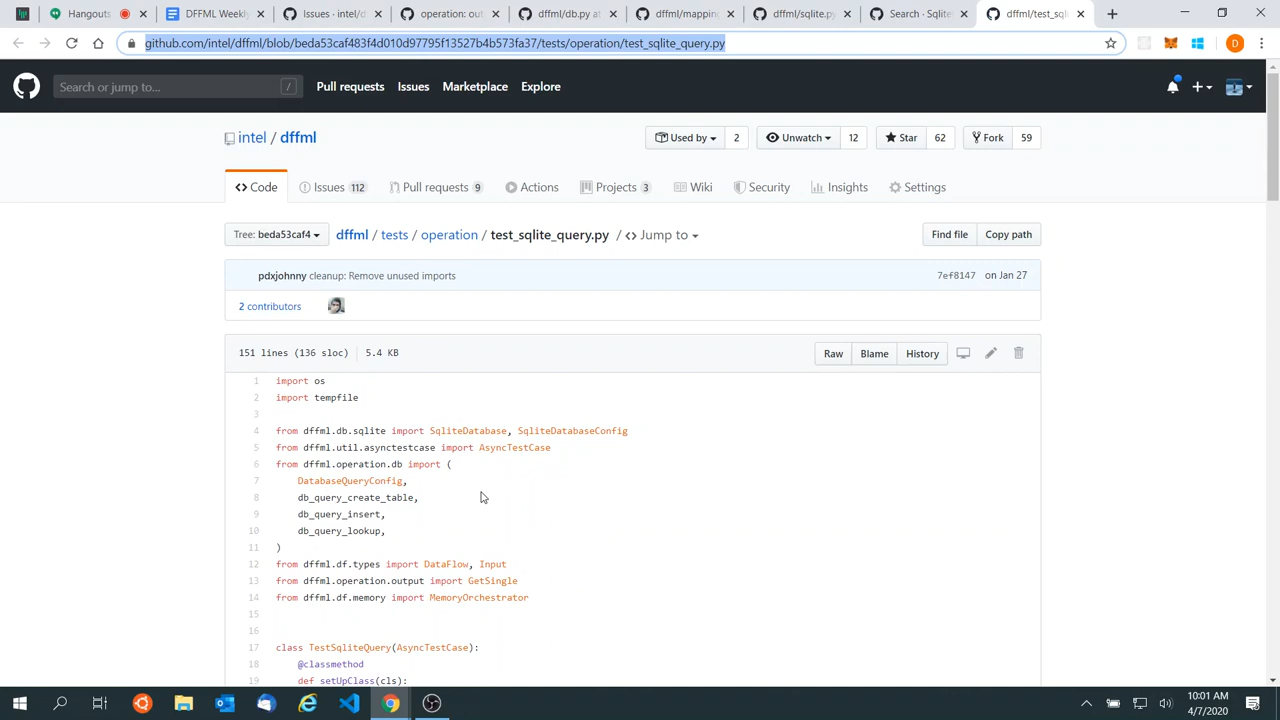 Hangouts
DFFML Weekly
Issues · intel/d
operation: out
dffml/db.py at
dffml/mapping
dffml/sqlite.py
Search · Sqlite
dffml/test_sq
github.com/intel/dffml/blob/beda53caf483f4d010d97795f13527b4b573fa37/tests/operation/test_sqlite_query.py
D
Search or jump to... /
Pull requests Issues Marketplace Explore
intel / dffml
Used by 2 Unwatch 12 Star 62 Fork 59
Code Issues 112 Pull requests 9 Actions Projects 3 Wiki Security Insights Settings
Tree: beda53caf4 dffml / tests / operation / test_sqlite_query.py / <> Jump to Find file Copy path
pdxjohnny cleanup: Remove unused imports 7ef8147 on Jan 27
2 contributors
151 lines (136 sloc) 5.4 KB Raw Blame History
1 import os
2 import tempfile
3
4 from dffml.db.sqlite import SqliteDatabase, SqliteDatabaseConfig
5 from dffml.util.asynctestcase import AsyncTestCase
6 from dffml.operation.db import (
7 DatabaseQueryConfig,
8 db_query_create_table,
9 db_query_insert,
10 db_query_lookup,
11 )
12 from dffml.df.types import DataFlow, Input
13 from dffml.operation.output import GetSingle
14 from dffml.df.memory import MemoryOrchestrator
15
16
17 class TestSqliteQuery(AsyncTestCase):
18 @classmethod
19 def setUpClass(cls):
10:01 AM
4/7/2020